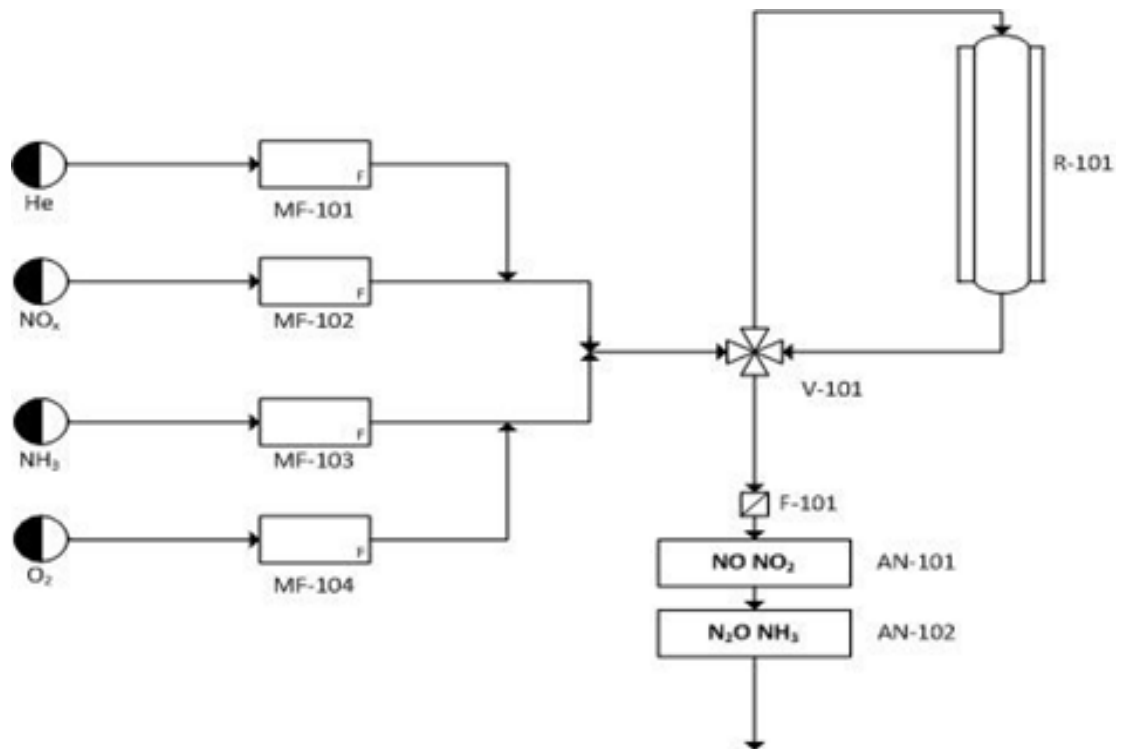 He
F
MF-101
NOₓ
F
MF-102
NH₃
F
MF-103
O₂
F
MF-104
R-101
V-101
F-101
NO NO₂
AN-101
N₂O NH₃
AN-102